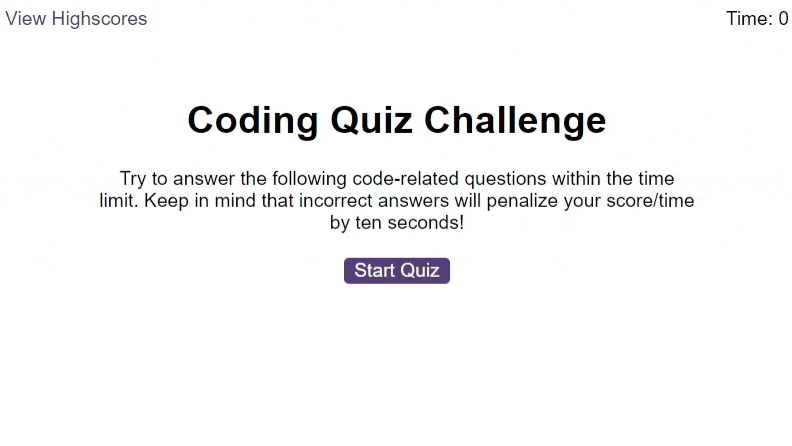 View Highscores
Time: 0
Coding Quiz Challenge
Try to answer the following code-related questions within the time
limit. Keep in mind that incorrect answers will penalize your score/time
by ten seconds!
Start Quiz